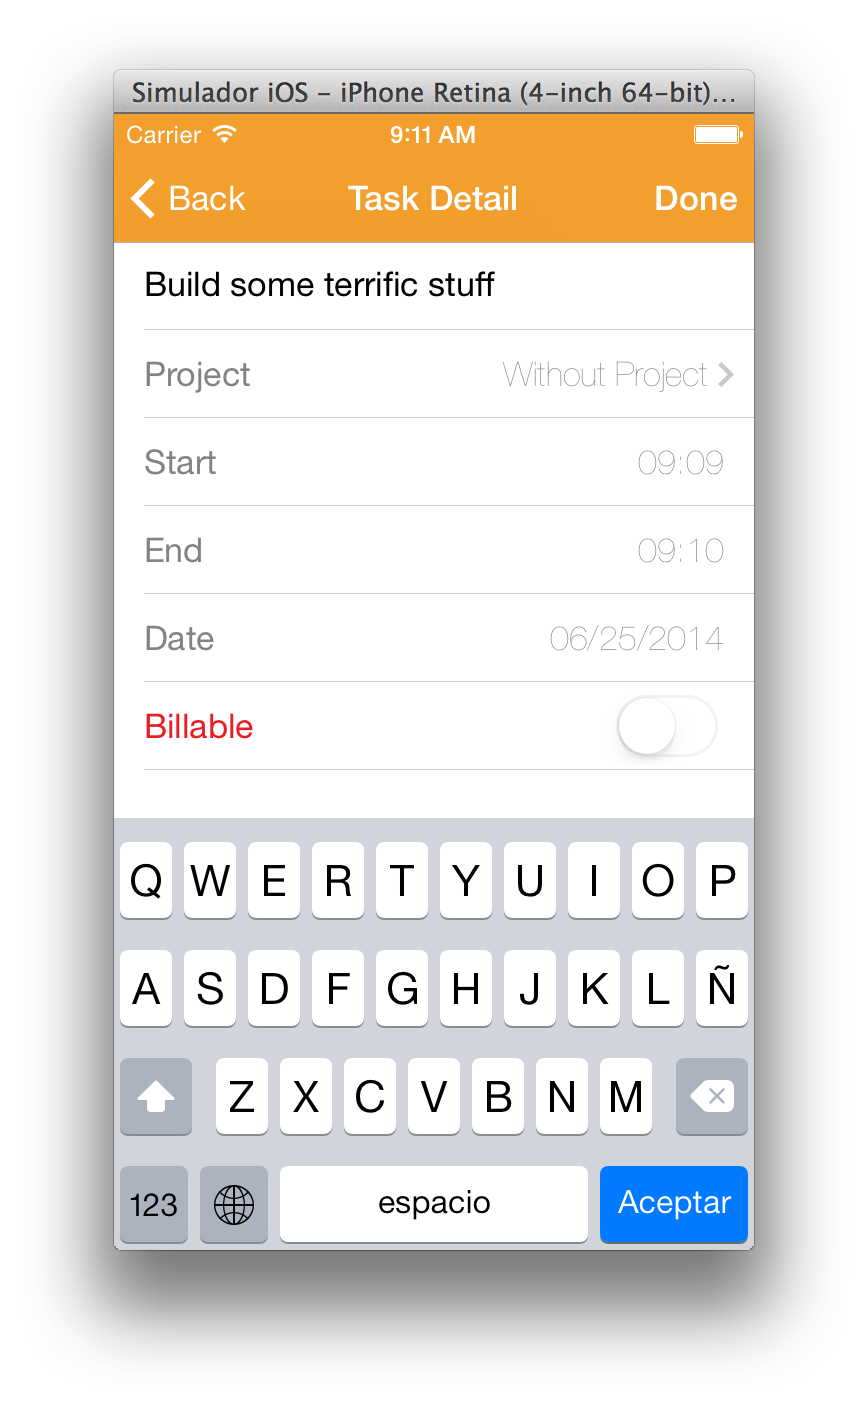 Simulador iOS - iPhone Retina (4-inch 64-bit)...
Carrier 9:11 AM
Back Task Detail Done
Build some terrific stuff
Project Without Project
Start 09:09
End 09:10
Date 06/25/2014
Billable
Q W E R T Y U I O P
A S D F G H J K L Ñ
Z X C V B N M
123 espacio Aceptar